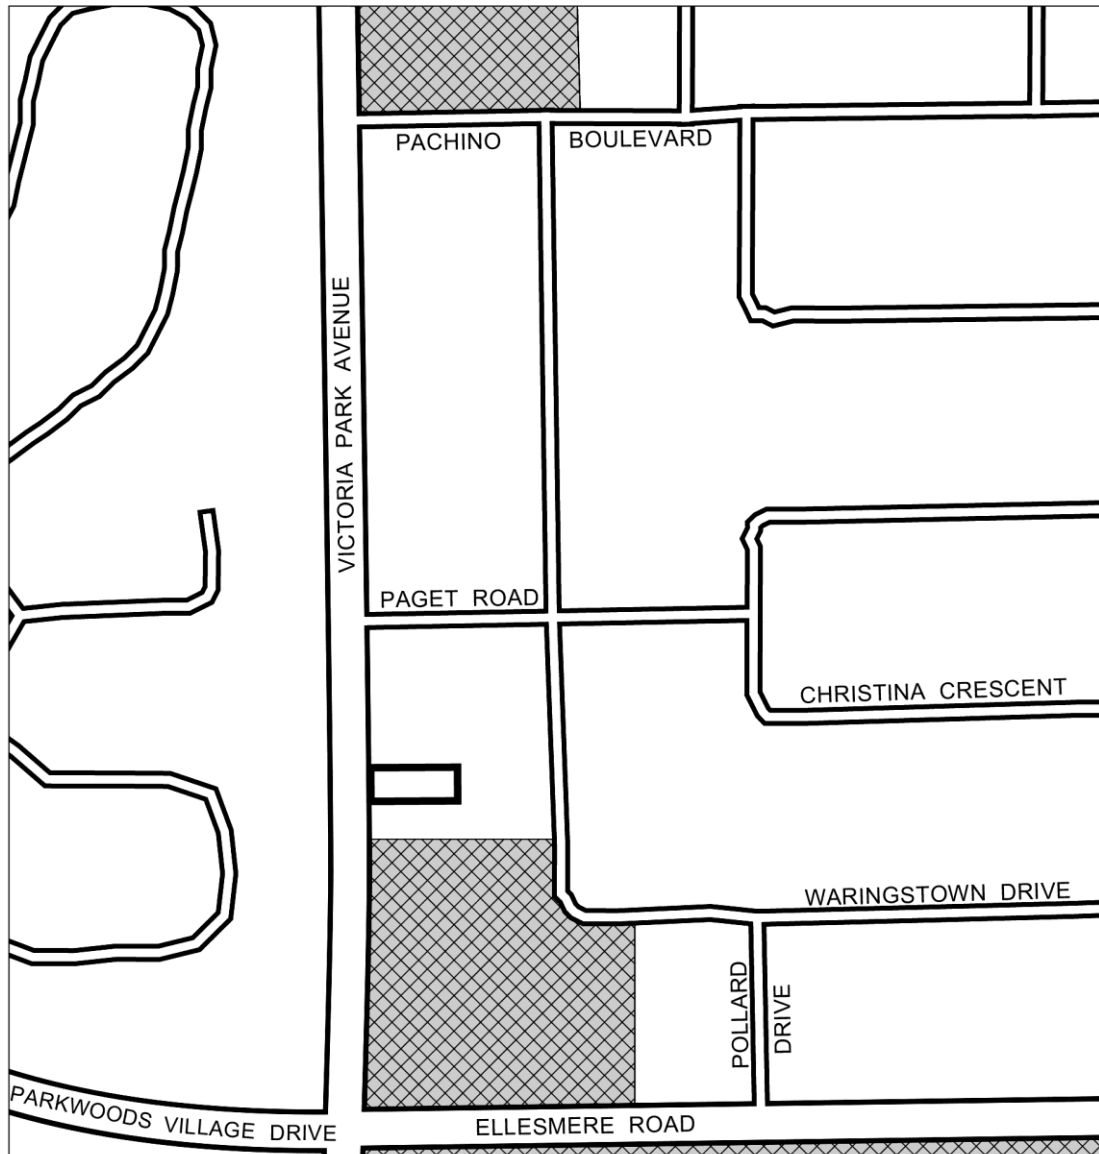 PACHINO BOULEVARD
VICTORIA PARK AVENUE
PAGET ROAD
CHRISTINA CRESCENT
WARINGSTOWN DRIVE
POLLARD
DRIVE
PARKWOODS VILLAGE DRIVE
ELLESMERE ROAD